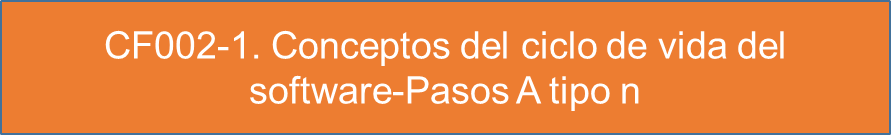 CF002-1. Conceptos del ciclo de vida del
software-Pasos A tipo n